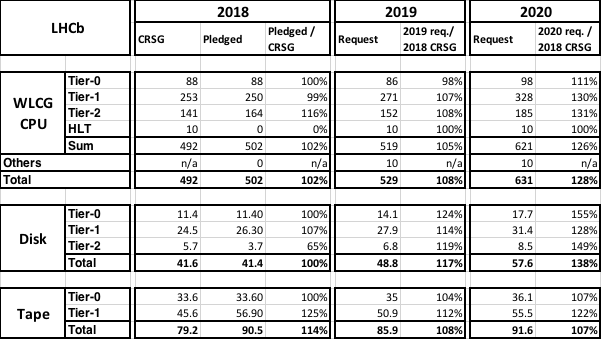 LHCb 2018 2019 2020
CRSG Pledged Pledged / CRSG Request 2019 req./ 2018 CRSG Request 2020 req. / 2018 CRSG
WLCG CPU
Tier-0 88 88 100% 86 98% 98 111%
Tier-1 253 250 99% 271 107% 328 130%
Tier-2 141 164 116% 152 108% 185 131%
HLT 10 0 0% 10 100% 10 100%
Sum 492 502 102% 519 105% 621 126%
Others n/a 0 n/a 10 n/a 10 n/a
Total 492 502 102% 529 108% 631 128%
Disk
Tier-0 11.4 11.40 100% 14.1 124% 17.7 155%
Tier-1 24.5 26.30 107% 27.9 114% 31.4 128%
Tier-2 5.7 3.7 65% 6.8 119% 8.5 149%
Total 41.6 41.4 100% 48.8 117% 57.6 138%
Tape
Tier-0 33.6 33.60 100% 35 104% 36.1 107%
Tier-1 45.6 56.90 125% 50.9 112% 55.5 122%
Total 79.2 90.5 114% 85.9 108% 91.6 107%